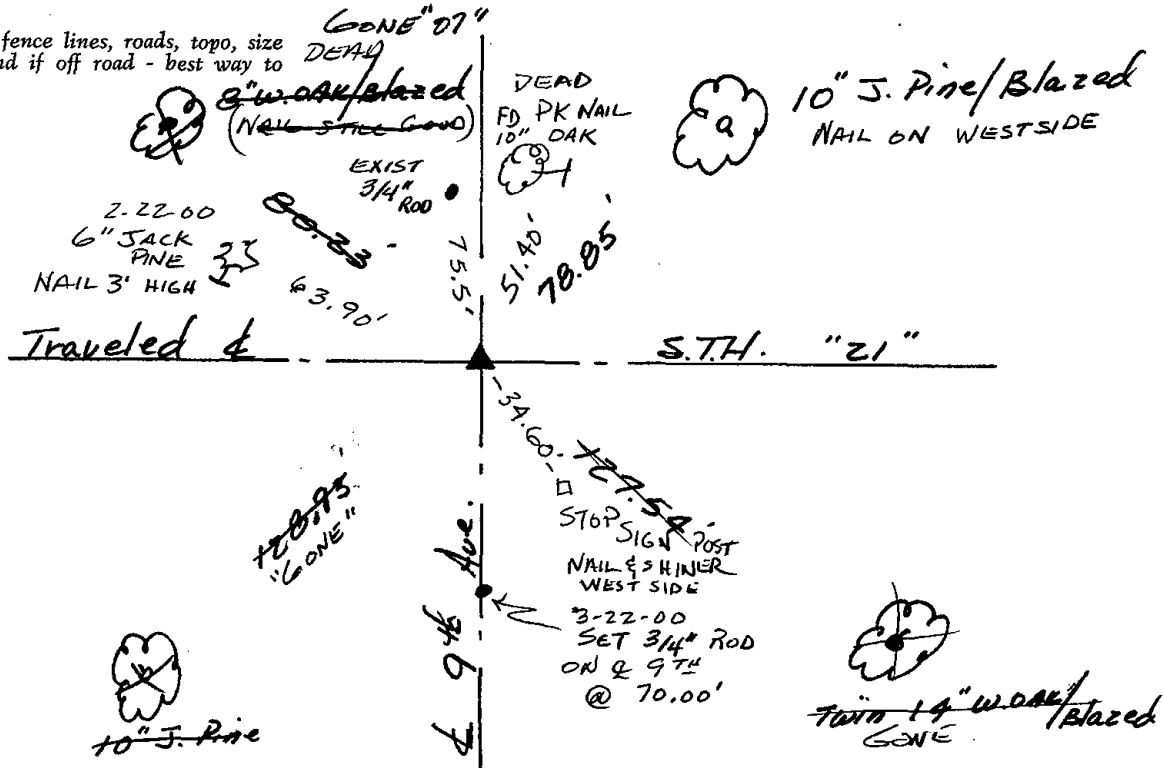 GONE "07"
fence lines, roads, topo, size
nd if off road - best way to
DEAD
8" W. OAK/Blazed
(NAIL STILL GOOD)
DEAD
FD PK NAIL
10" OAK
10" J. Pine/Blazed
NAIL ON WESTSIDE
a
EXIST
3/4"
ROD
2-22-00
6" JACK
PINE
NAIL 3' HIGH
80.23'
63.90'
75.5'
51.40'
78.85'
Traveled ℄
S.T.H. "21"
34.60
127.54
128.95
"GONE"
STOP SIGN POST
NAIL & SHINER
WEST SIDE
℄ 9th Ave.
3-22-00
SET 3/4" ROD
ON ℄ 9TH
@ 70.00'
10" J. Pine
Twin 14" W. OAK/Blazed
GONE